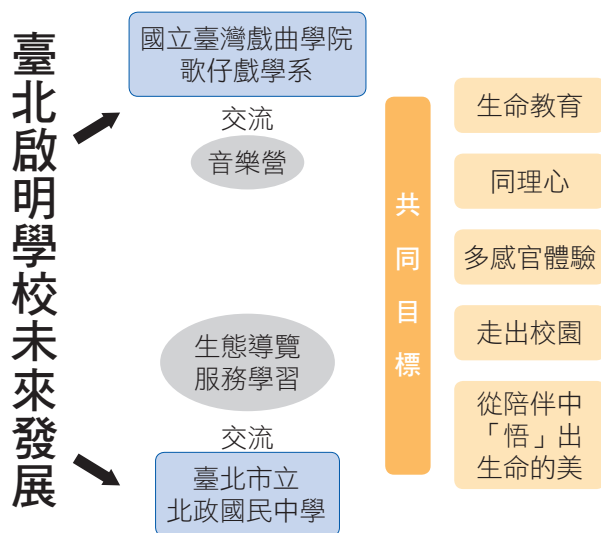 臺北啟明學校未來發展
國立臺灣戲曲學院
歌仔戲學系
交流
音樂營
生態導覽
服務學習
交流
臺北市立
北政國民中學
共同目標
生命教育
同理心
多感官體驗
走出校園
從陪伴中
「悟」出
生命的美